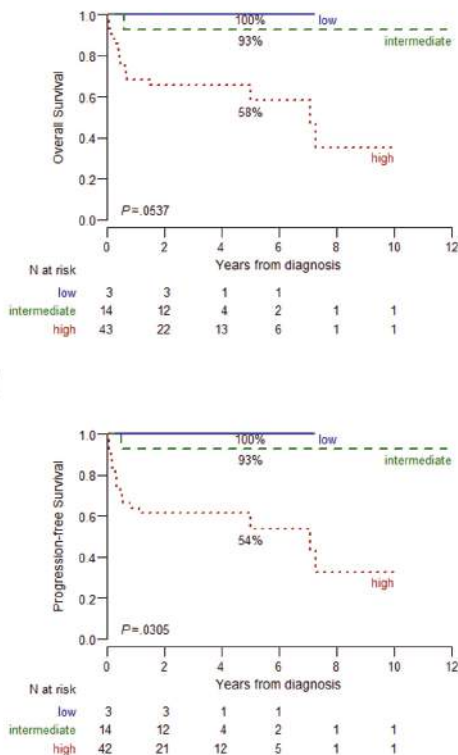 1.0
100%
low
93%
intermediate
0.8
0.6
58%
0.4
high
0.2
P=.0537
0.0
Overall Survival
0 2 4 6 8 10 12
Years from diagnosis
N at risk
low 3 3 1 1
intermediate 14 12 4 2 1 1
high 43 22 13 6 1 1
1.0
100%
low
93%
intermediate
0.8
0.6
54%
0.4
high
0.2
P=.0305
0.0
Progression-free Survival
0 2 4 6 8 10 12
Years from diagnosis
N at risk
low 3 3 1 1
intermediate 14 12 4 2 1 1
high 42 21 12 5 1 1